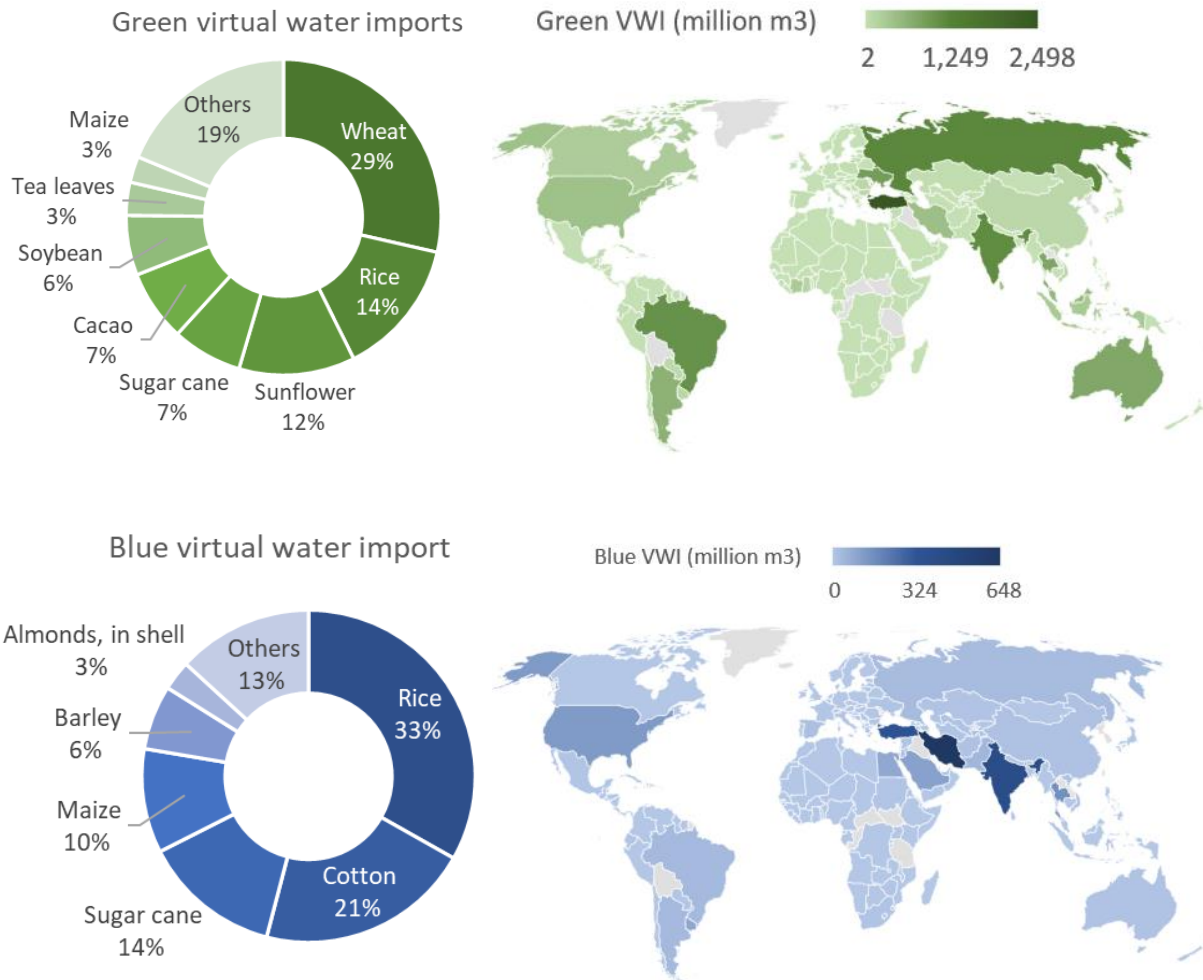 Green virtual water imports
Green VWI (million m3)
2 1,249 2,498
Others
19%
Wheat
29%
Maize
3%
Tea leaves
3%
Soybean
6%
Rice
14%
Cacao
7%
Sugar cane
7%
Sunflower
12%
Blue virtual water import
Blue VWI (million m3)
0 324 648
Almonds, in shell
3%
Others
13%
Rice
33%
Barley
6%
Maize
10%
Cotton
21%
Sugar cane
14%